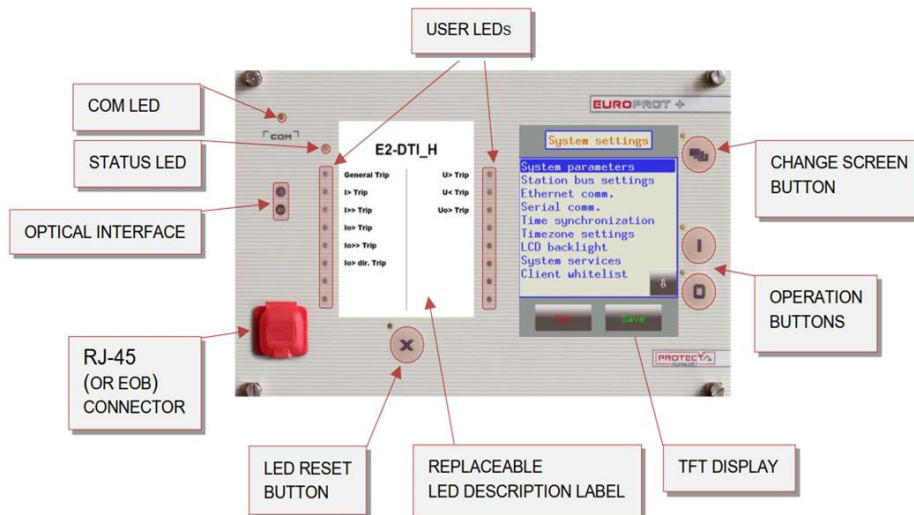 USER LEDs
COM LED
STATUS LED
OPTICAL INTERFACE
RJ-45
(OR EOB)
CONNECTOR
LED RESET
BUTTON
REPLACEABLE
LED DESCRIPTION LABEL
TFT DISPLAY
OPERATION
BUTTONS
CHANGE SCREEN
BUTTON
EUROPROT +
COM
E2-DTI_H
General Trip
I> Trip
I>> Trip
Io> Trip
Io>> Trip
Io> dir. Trip
U> Trip
U< Trip
Uo> Trip
System settings
System parameters
Station bus settings
Ethernet comm.
Serial comm.
Time synchronization
Timezone settings
LCD backlight
System services
Client whitelist
Save
I
O
X
PROTECTA